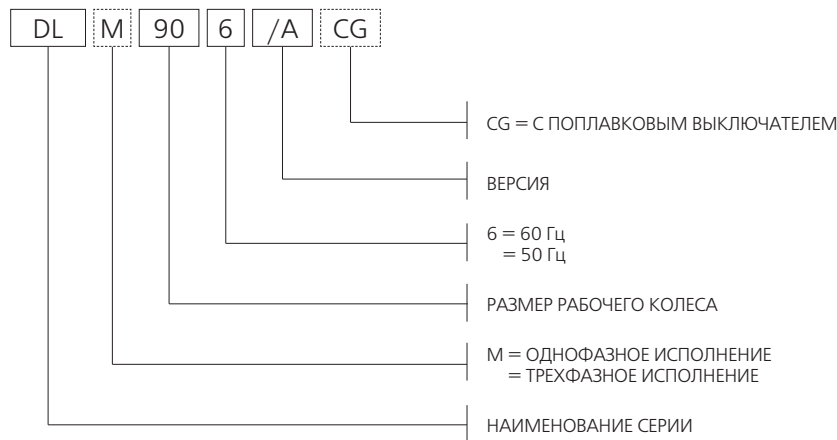 DL M 90 6 /A CG
CG = С ПОПЛАВКОВЫМ ВЫКЛЮЧАТЕЛЕМ
ВЕРСИЯ
6 = 60 Гц
= 50 Гц
РАЗМЕР РАБОЧЕГО КОЛЕСА
М = ОДНОФАЗНОЕ ИСПОЛНЕНИЕ
= ТРЕХФАЗНОЕ ИСПОЛНЕНИЕ
НАИМЕНОВАНИЕ СЕРИИ